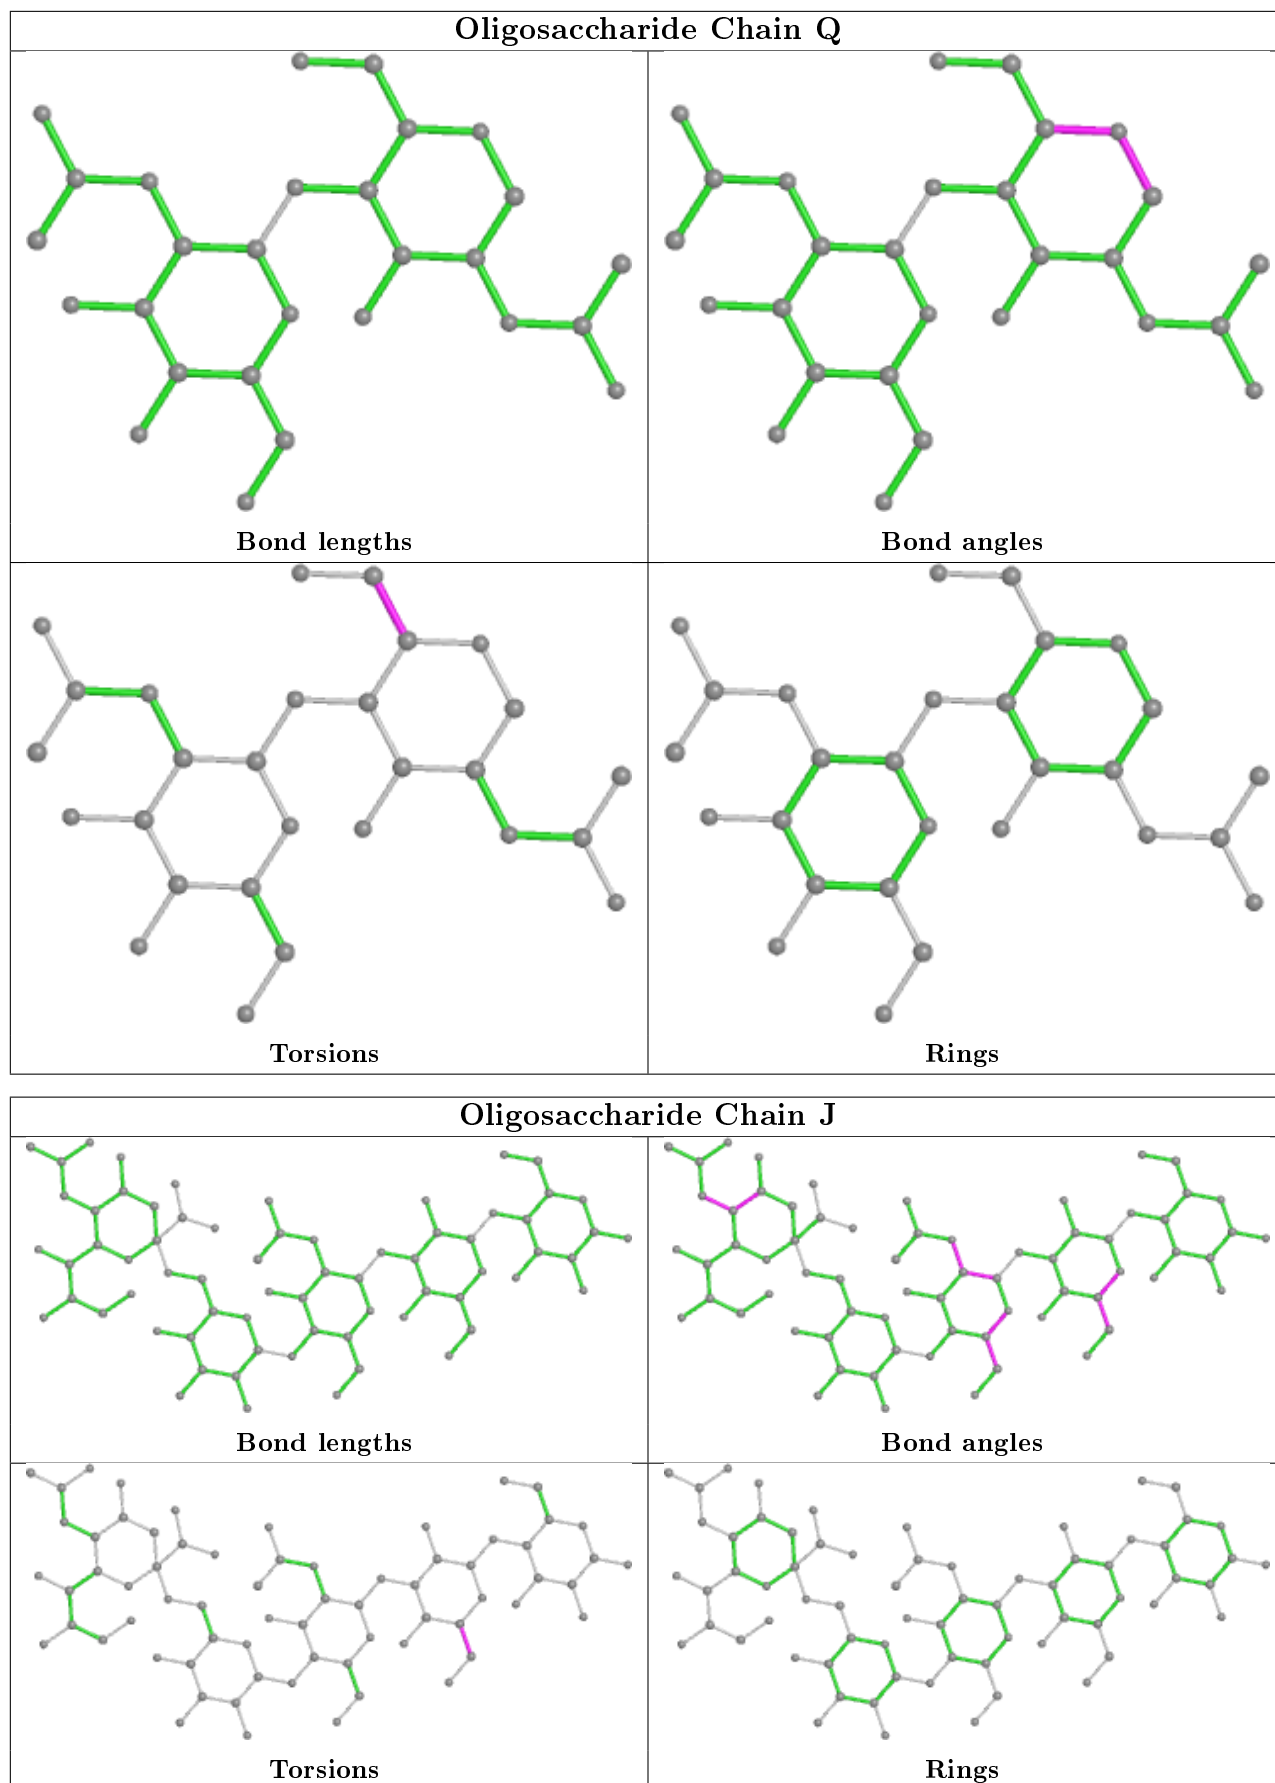 Oligosaccharide Chain Q
Bond lengths
Bond angles
Torsions
Rings
Oligosaccharide Chain J
Bond lengths
Bond angles
Torsions
Rings